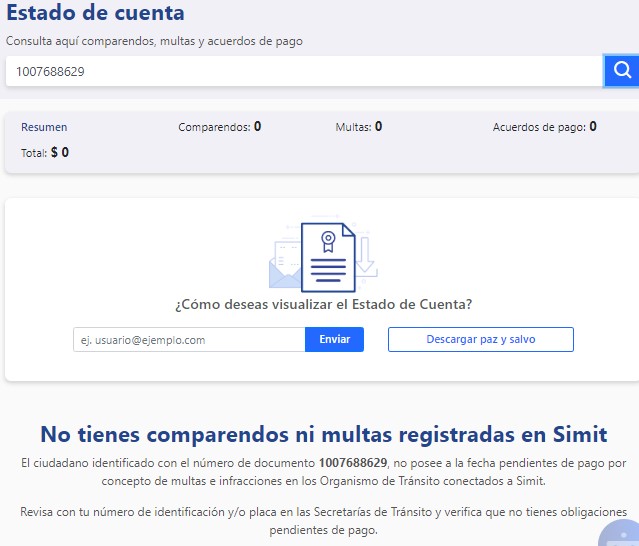 Estado de cuenta
Consulta aquí comparendos, multas y acuerdos de pago
1007688629
Resumen Comparendos: 0 Multas: 0 Acuerdos de pago: 0
Total: $ 0
¿Cómo deseas visualizar el Estado de Cuenta?
ej. usuario@ejemplo.com Enviar Descargar paz y salvo
No tienes comparendos ni multas registradas en Simit
El ciudadano identificado con el número de documento 1007688629, no posee a la fecha pendientes de pago por
concepto de multas e infracciones en los Organismo de Tránsito conectados a Simit.
Revisa con tu número de identificación y/o placa en las Secretarías de Tránsito y verifica que no tienes obligaciones
pendientes de pago.